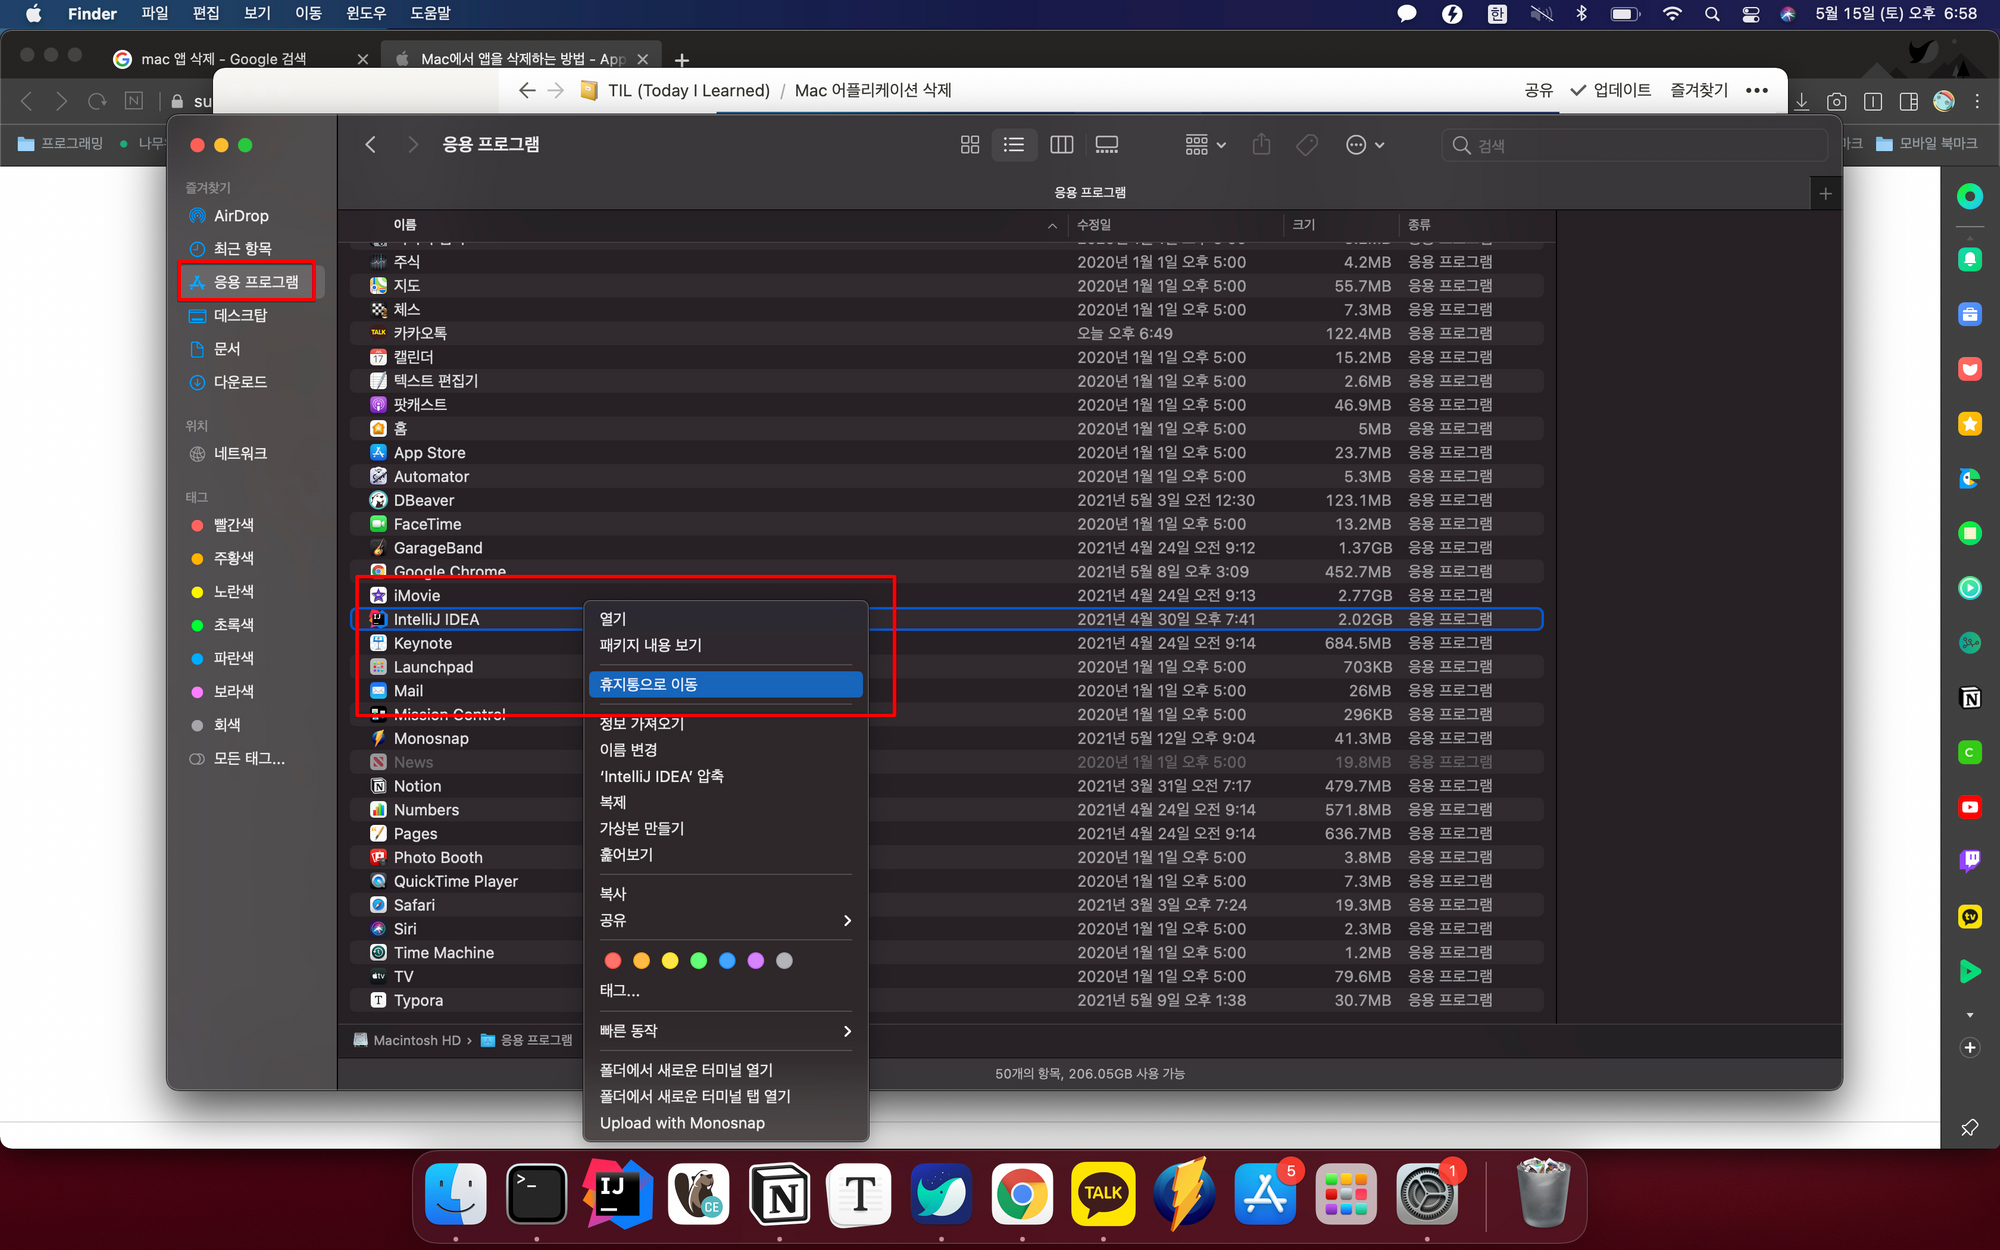 Finder 파일 편집 보기 이동 윈도우 도움말 한 5월 15일 (토) 오후 6:58
mac 앱 삭제 - Google 검색 Mac에서 앱을 삭제하는 방법 - App
su TIL (Today I Learned) / Mac 어플리케이션 삭제 공유 업데이트 즐겨찾기
프로그래밍 모바일 북마크
응용 프로그램 검색
응용 프로그램
즐겨찾기
AirDrop
최근 항목
응용 프로그램
데스크탑
문서
다운로드
위치
네트워크
태그
빨간색
주황색
노란색
초록색
파란색
보라색
회색
모든 태그...
이름 수정일 크기 종류
주식 2020년 1월 1일 오후 5:00 4.2MB 응용 프로그램
지도 2020년 1월 1일 오후 5:00 55.7MB 응용 프로그램
체스 2020년 1월 1일 오후 5:00 7.3MB 응용 프로그램
TALK 카카오톡 오늘 오후 6:49 122.4MB 응용 프로그램
17 캘린더 2020년 1월 1일 오후 5:00 15.2MB 응용 프로그램
텍스트 편집기 2020년 1월 1일 오후 5:00 2.6MB 응용 프로그램
팟캐스트 2020년 1월 1일 오후 5:00 46.9MB 응용 프로그램
홈 2020년 1월 1일 오후 5:00 5MB 응용 프로그램
App Store 2020년 1월 1일 오후 5:00 23.7MB 응용 프로그램
Automator 2020년 1월 1일 오후 5:00 5.3MB 응용 프로그램
DBeaver 2021년 5월 3일 오전 12:30 123.1MB 응용 프로그램
FaceTime 2020년 1월 1일 오후 5:00 13.2MB 응용 프로그램
GarageBand 2021년 4월 24일 오전 9:12 1.37GB 응용 프로그램
Google Chrome 2021년 5월 8일 오후 3:09 452.7MB 응용 프로그램
iMovie 2021년 4월 24일 오전 9:13 2.77GB 응용 프로그램
IntelliJ IDEA 2021년 4월 30일 오후 7:41 2.02GB 응용 프로그램
Keynote 2021년 4월 24일 오전 9:14 684.5MB 응용 프로그램
Launchpad 2020년 1월 1일 오후 5:00 703KB 응용 프로그램
Mail 2020년 1월 1일 오후 5:00 26MB 응용 프로그램
Mission Control 2020년 1월 1일 오후 5:00 296KB 응용 프로그램
Monosnap 2021년 5월 12일 오후 9:04 41.3MB 응용 프로그램
News 2020년 1월 1일 오후 5:00 19.8MB 응용 프로그램
Notion 2021년 3월 31일 오전 7:17 479.7MB 응용 프로그램
Numbers 2021년 4월 24일 오전 9:14 571.8MB 응용 프로그램
Pages 2021년 4월 24일 오전 9:14 636.7MB 응용 프로그램
Photo Booth 2020년 1월 1일 오후 5:00 3.8MB 응용 프로그램
QuickTime Player 2020년 1월 1일 오후 5:00 7.3MB 응용 프로그램
Safari 2021년 3월 3일 오후 7:24 19.3MB 응용 프로그램
Siri 2020년 1월 1일 오후 5:00 2.3MB 응용 프로그램
Time Machine 2020년 1월 1일 오후 5:00 1.2MB 응용 프로그램
TV 2020년 1월 1일 오후 5:00 79.6MB 응용 프로그램
Typora 2021년 5월 9일 오후 1:38 30.7MB 응용 프로그램
열기
패키지 내용 보기
휴지통으로 이동
정보 가져오기
이름 변경
‘IntelliJ IDEA’ 압축
복제
가상본 만들기
훑어보기
복사
공유
태그...
빠른 동작
폴더에서 새로운 터미널 열기
폴더에서 새로운 터미널 탭 열기
Upload with Monosnap
Macintosh HD › 응용 프로그램
50개의 항목, 206.05GB 사용 가능
IJ CE N T TALK 5 1